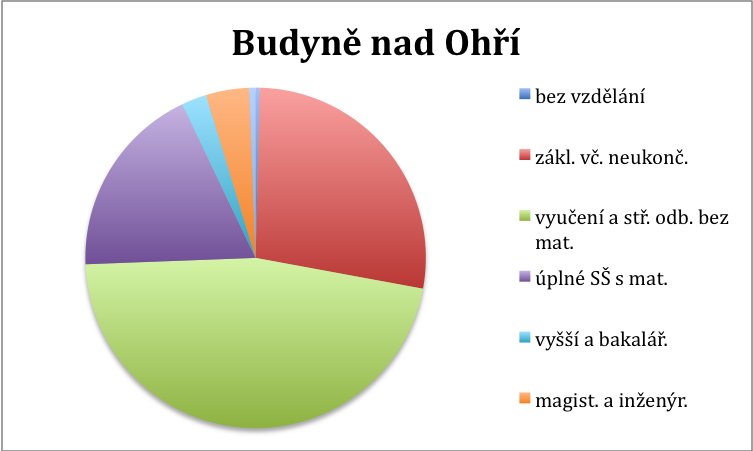 Budyně nad Ohří
bez vzdělání
zákl. vč. neukonč.
vyučení a stř. odb. bez
mat.
úplné SŠ s mat.
vyšší a bakalář.
magist. a inženýr.